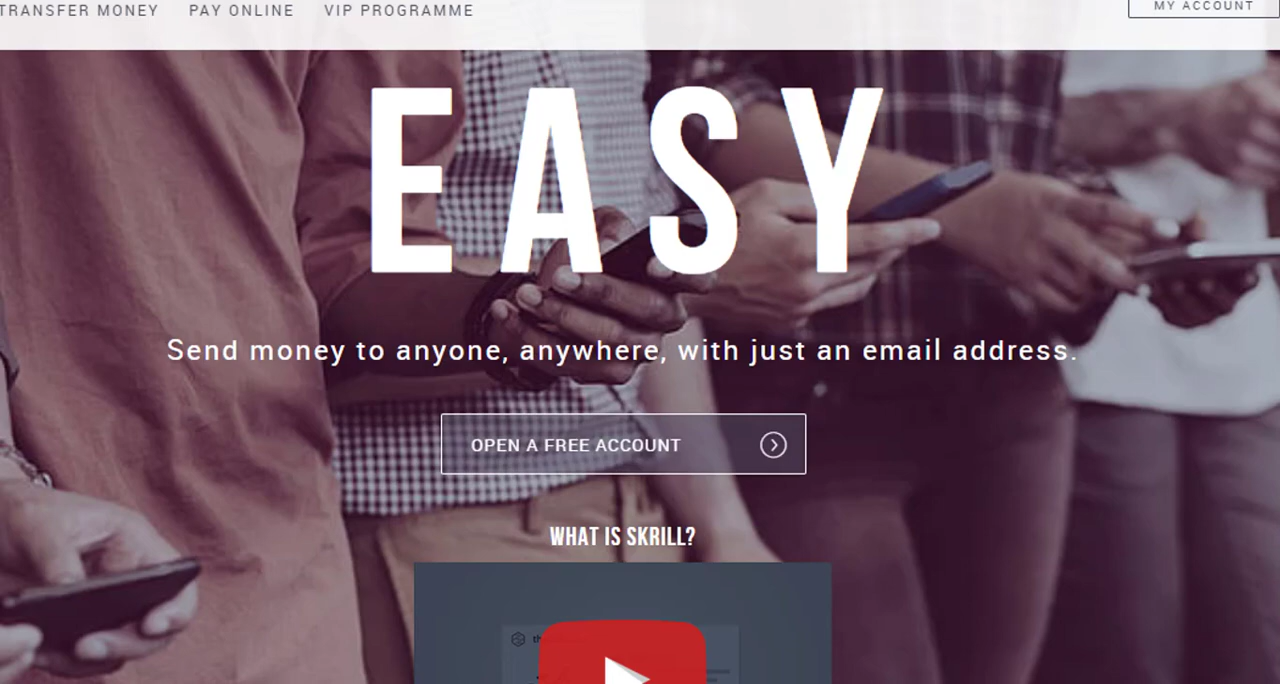 TRANSFER MONEY PAY ONLINE VIP PROGRAMME MY ACCOUNT
EASY
Send money to anyone, anywhere, with just an email address.
OPEN A FREE ACCOUNT
WHAT IS SKRILL?